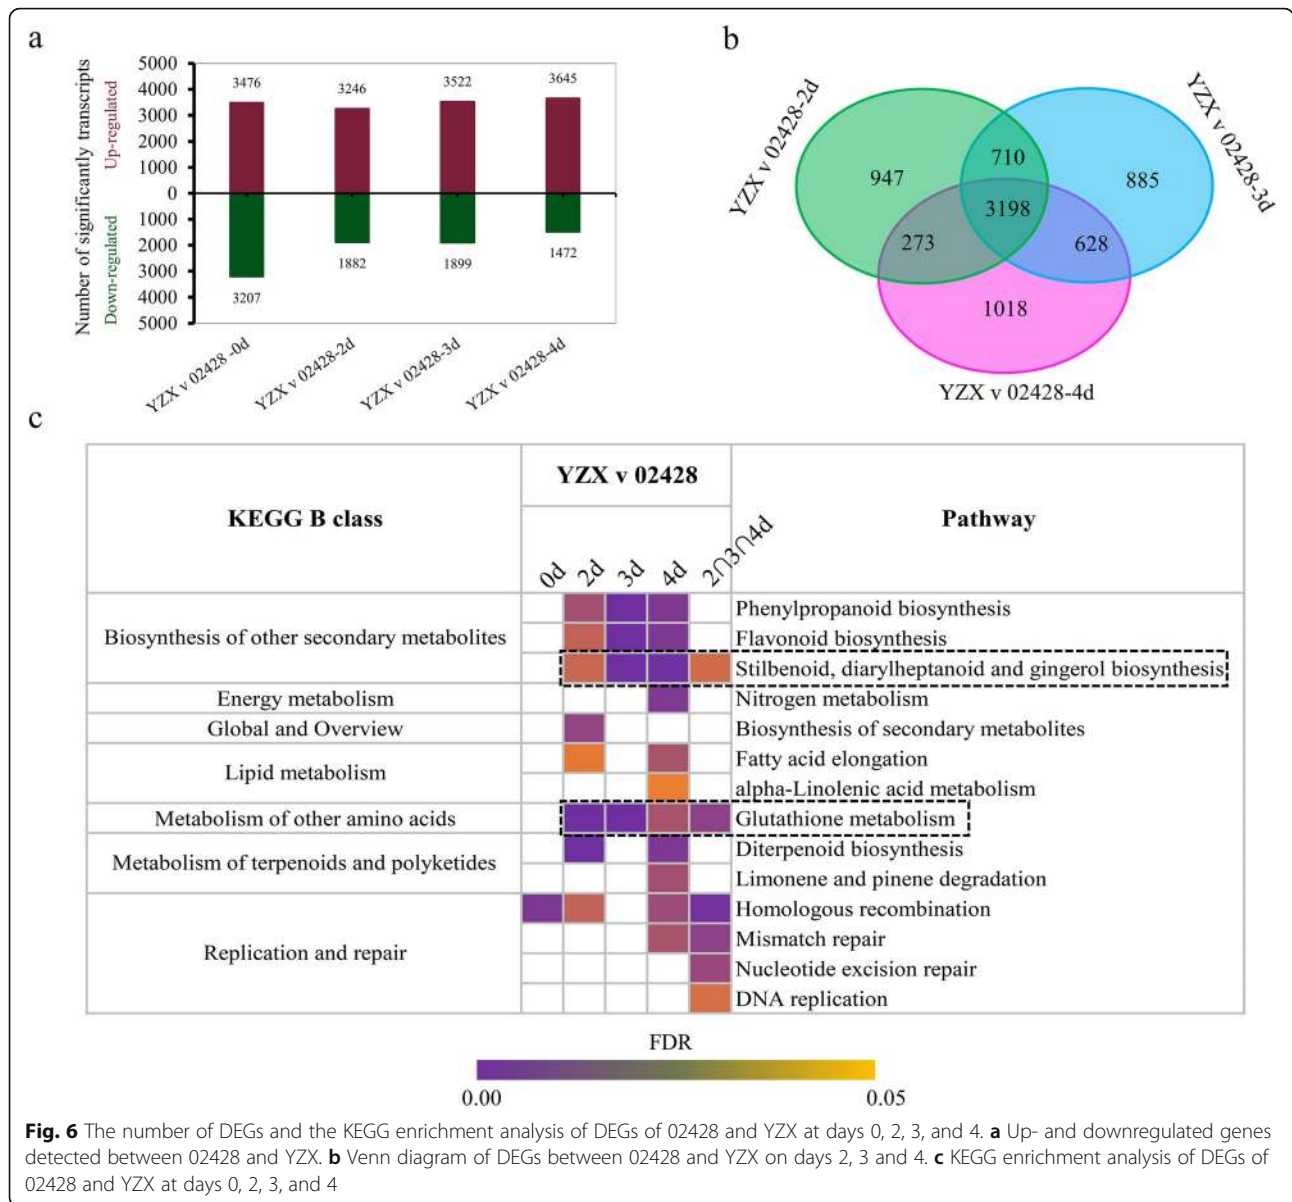 a
Number of significantly transcripts
Down-regulated Up-regulated
5000
4000
3000
2000
1000
0
1000
2000
3000
4000
5000
3476 3246 3522 3645
3207 1882 1899 1472
YZX v 02428 -0d YZX v 02428-2d YZX v 02428-3d YZX v 02428-4d
b
YZX v 02428-2d YZX v 02428-3d
947 710 885
3198
273 628
1018
YZX v 02428-4d
c
KEGG B class YZX v 02428 Pathway
0d 2d 3d 4d 2∩3∩4d
Biosynthesis of other secondary metabolites
Phenylpropanoid biosynthesis
Flavonoid biosynthesis
Stilbenoid, diarylheptanoid and gingerol biosynthesis
Energy metabolism Nitrogen metabolism
Global and Overview Biosynthesis of secondary metabolites
Lipid metabolism
Fatty acid elongation
alpha-Linolenic acid metabolism
Metabolism of other amino acids Glutathione metabolism
Metabolism of terpenoids and polyketides
Diterpenoid biosynthesis
Limonene and pinene degradation
Replication and repair
Homologous recombination
Mismatch repair
Nucleotide excision repair
DNA replication
FDR
0.00 0.05
Fig. 6 The number of DEGs and the KEGG enrichment analysis of DEGs of 02428 and YZX at days 0, 2, 3, and 4. a Up- and downregulated genes
detected between 02428 and YZX. b Venn diagram of DEGs between 02428 and YZX on days 2, 3 and 4. c KEGG enrichment analysis of DEGs of
02428 and YZX at days 0, 2, 3, and 4